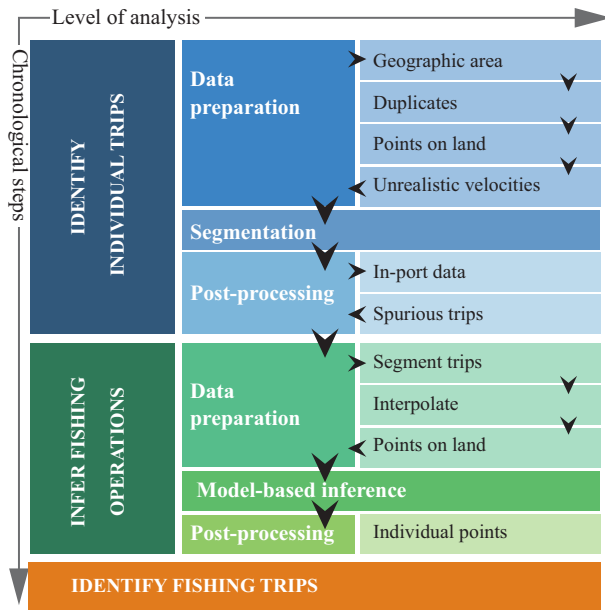 Level of analysis
Chronological steps
IDENTIFY
INDIVIDUAL TRIPS
Data
preparation
Geographic area
Duplicates
Points on land
Unrealistic velocities
Segmentation
Post-processing
In-port data
Spurious trips
INFER FISHING
OPERATIONS
Data
preparation
Segment trips
Interpolate
Points on land
Model-based inference
Post-processing
Individual points
IDENTIFY FISHING TRIPS